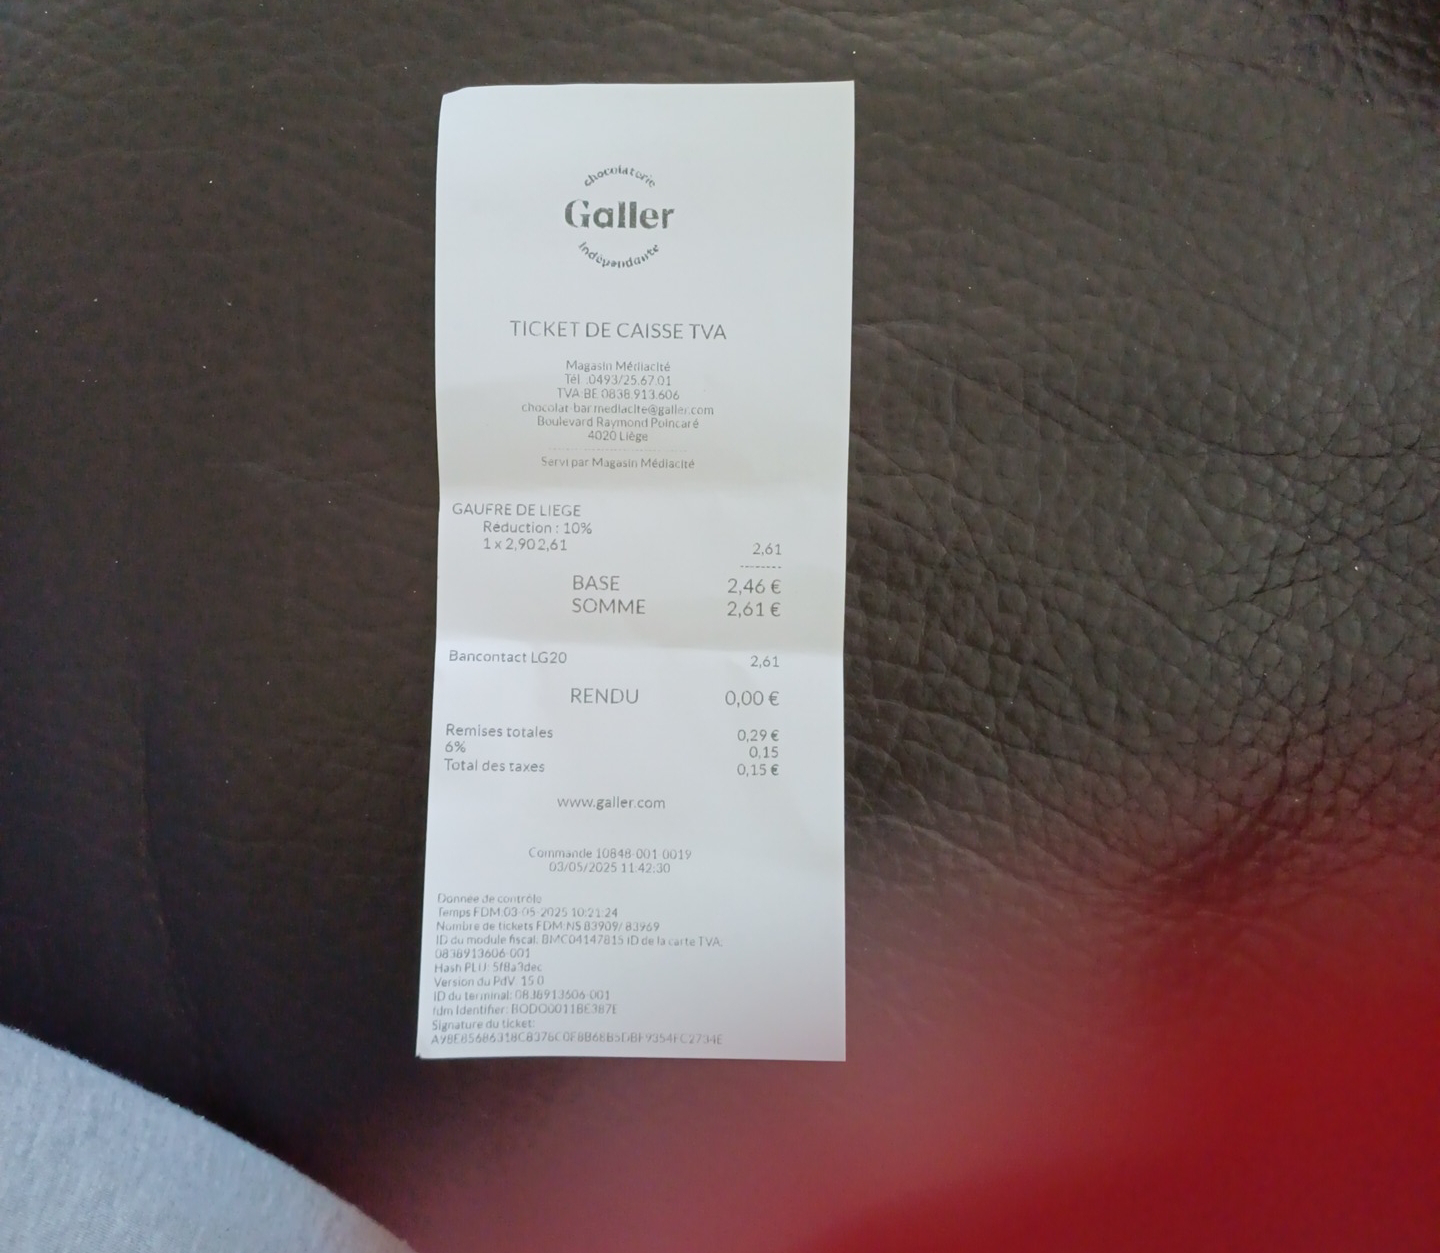 chocolaterie
Galler
indépendante
TICKET DE CAISSE TVA
Magasin Médiacité
Tél :0493/25.67.01
TVA BE 0838.913.606
chocolat-bar.mediacite@galler.com
Boulevard Raymond Poincaré
4020 Liège
Servi par Magasin Médiacité
GAUFRE DE LIEGE
Réduction : 10%
1 x 2,90 2,61 2,61
BASE 2,46 €
SOMME 2,61 €
Bancontact LG20 2,61
RENDU 0,00 €
Remises totales 0,29 €
6% 0,15
Total des taxes 0,15 €
www.galler.com
Commande 10848-001-0019
03/05/2025 11:42:30
Donnée de contrôle
Temps FDM:03-05-2025 10:21:24
Nombre de tickets FDM:NS 83909/ 83969
ID du module fiscal: BMC04147815 ID de la carte TVA:
0838913606-001
Hash PLU: 5f8a3dec
Version du PdV: 15.0
ID du terminal: 0838913606-001
fdm Identifier: BODO0011BE387E
Signature du ticket: